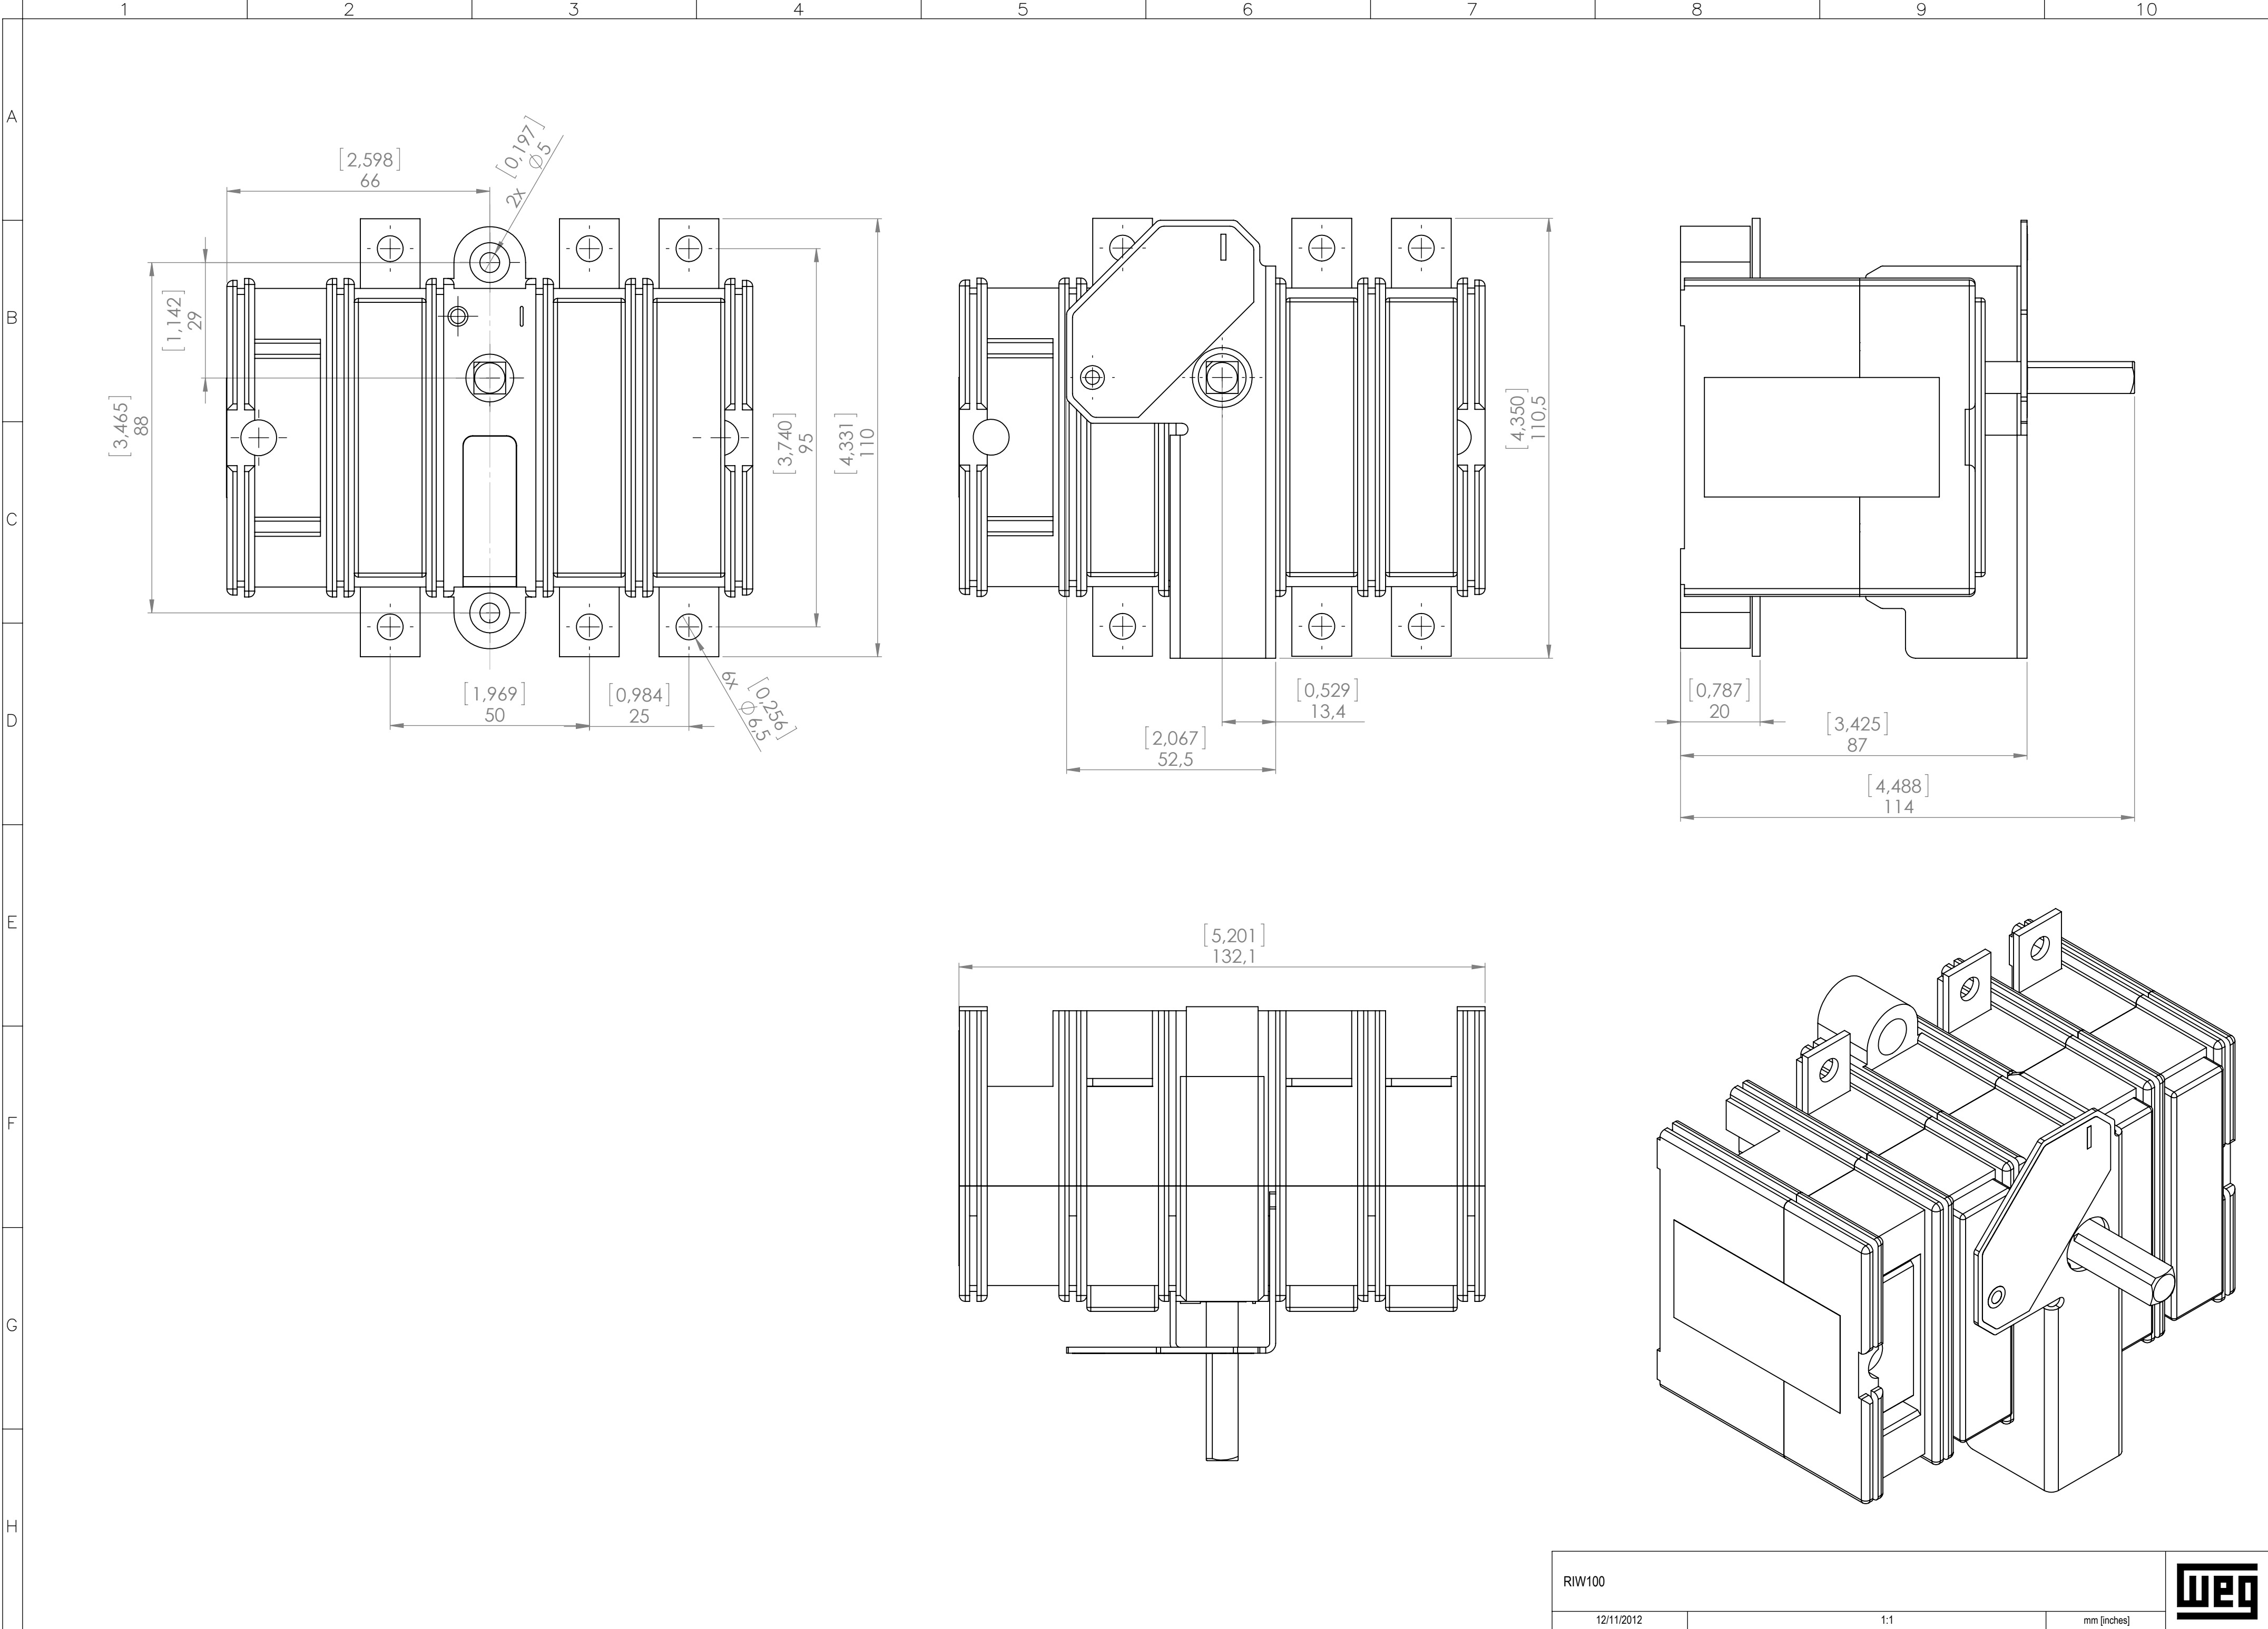 1 2 3 4 5 6 7 8 9 10
A
B
C
D
E
F
G
H
[2,598]
66
[0,197]
2x ∅5
[1,142]
29
[3,465]
88
[3,740]
95
[4,331]
110
[1,969]
50
[0,984]
25
[0,256]
6x ∅6,5
[4,350]
110,5
[0,529]
13,4
[2,067]
52,5
[0,787]
20
[3,425]
87
[4,488]
114
[5,201]
132,1
RIW100
12/11/2012 1:1 mm [inches]
weg